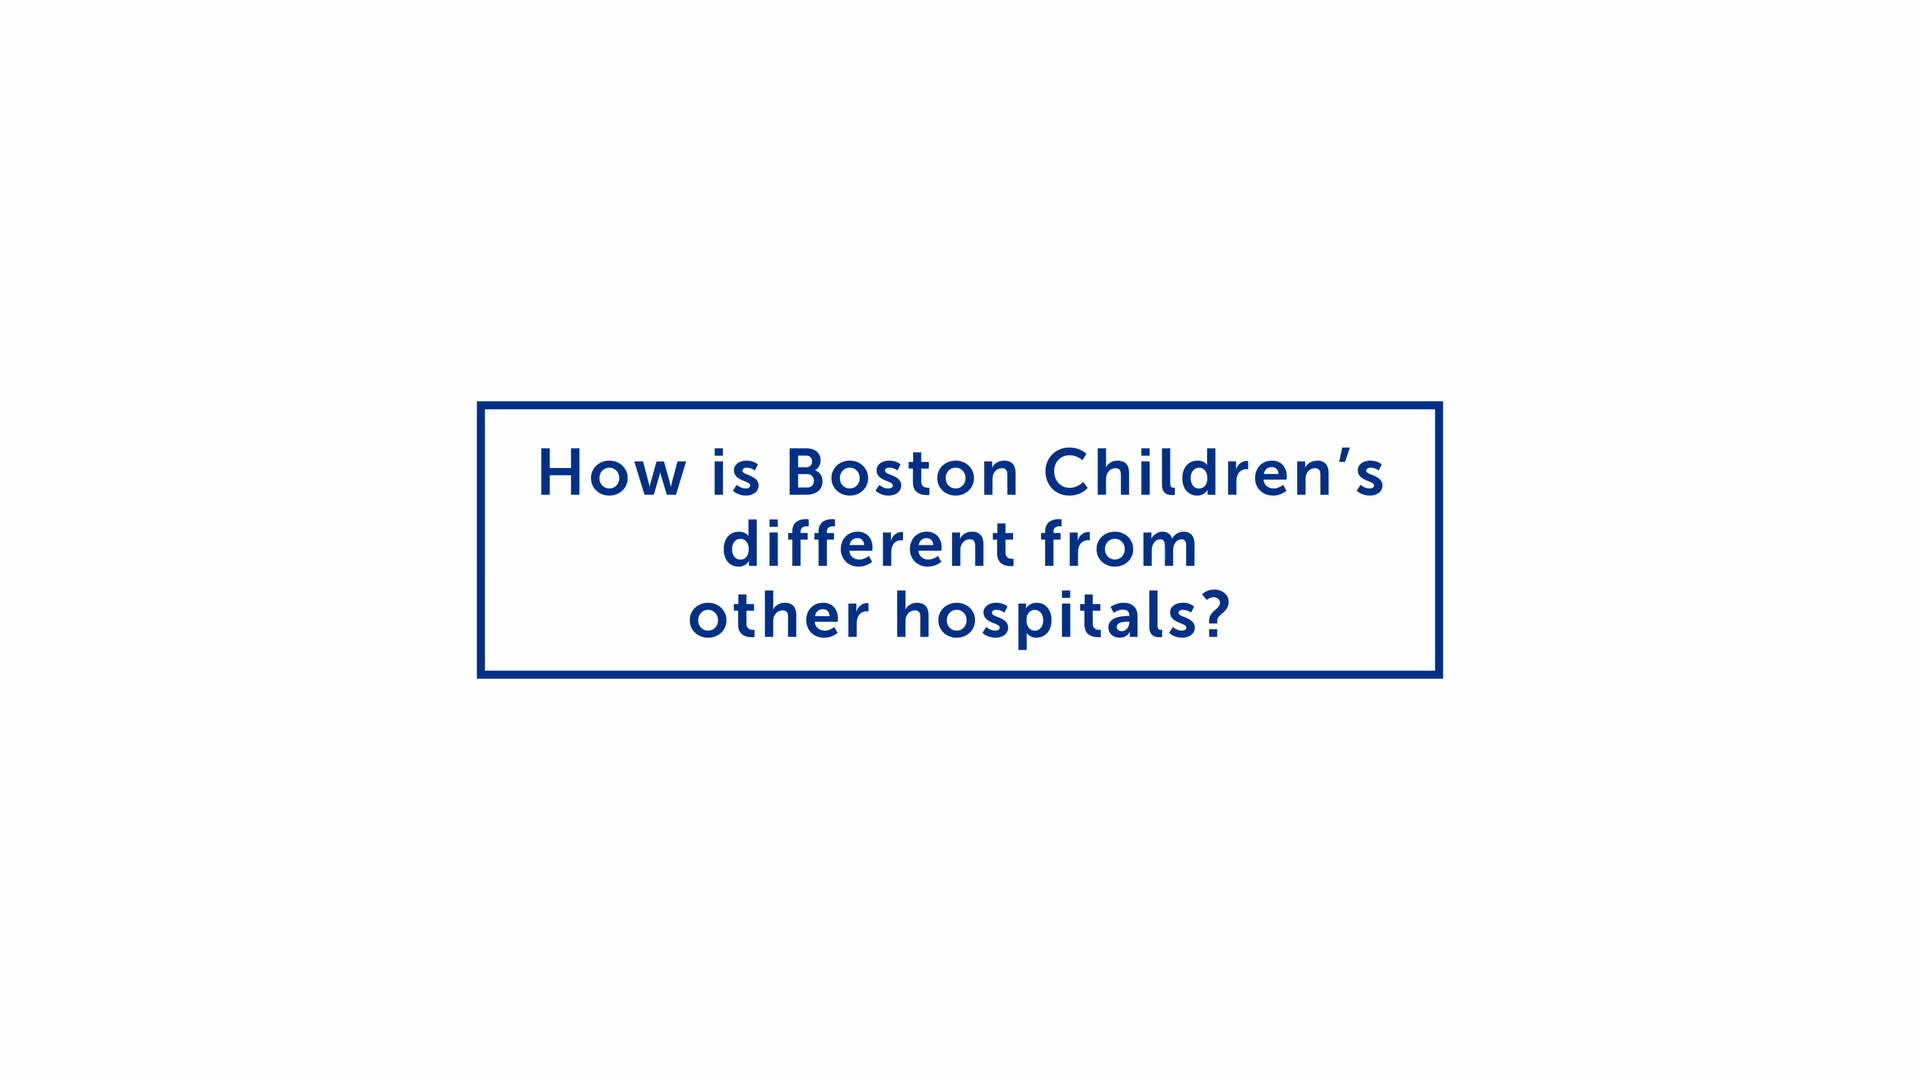 How is Boston Children’s
different from
other hospitals?